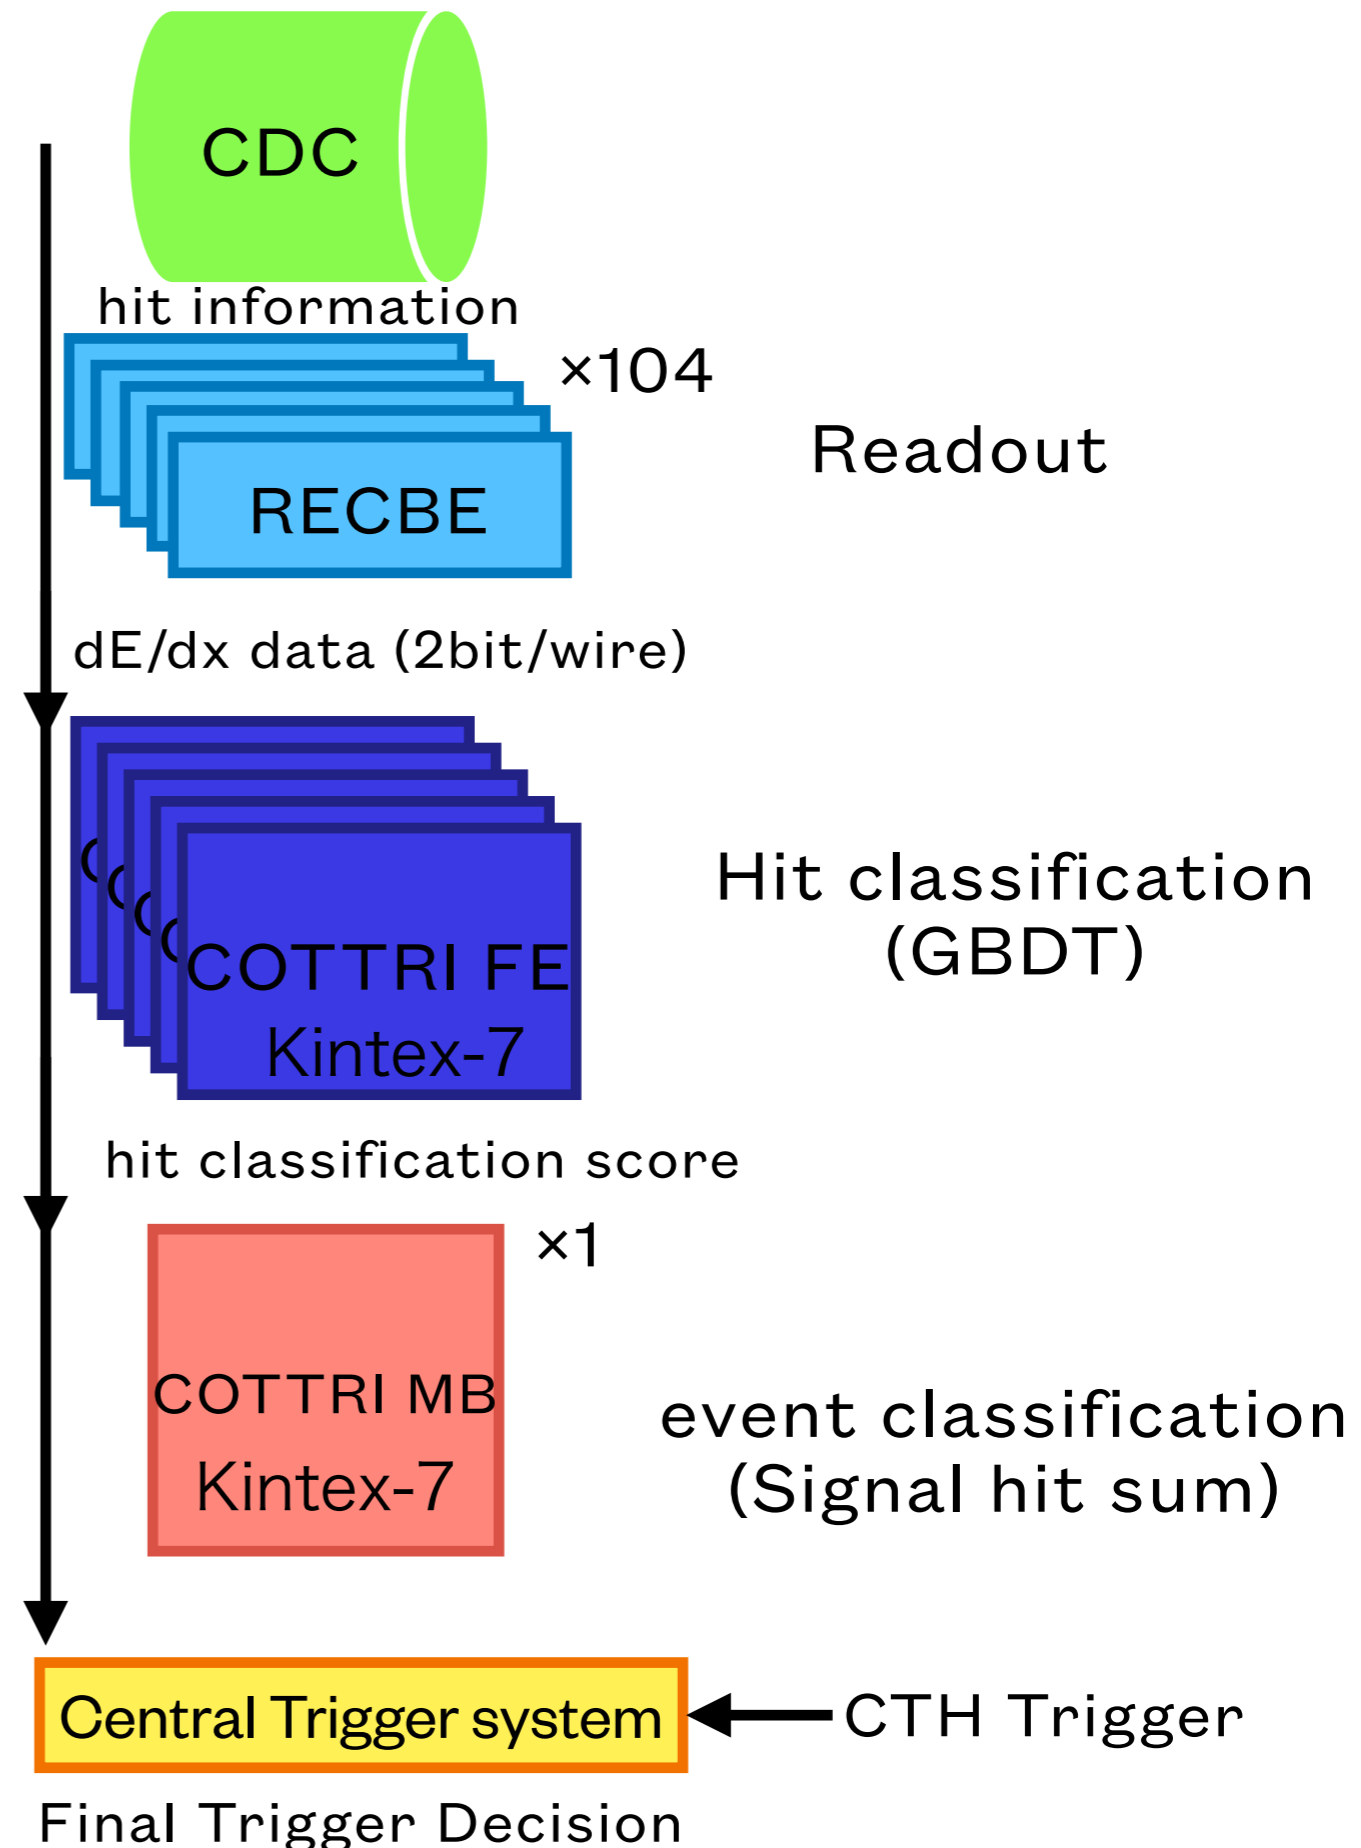 CDC
hit information
×104
Readout
RECBE
dE/dx data (2bit/wire)
Hit classification
(GBDT)
COTTRI FE
Kintex-7
hit classification score
×1
COTTRI MB
Kintex-7
event classification
(Signal hit sum)
Central Trigger system
CTH Trigger
Final Trigger Decision